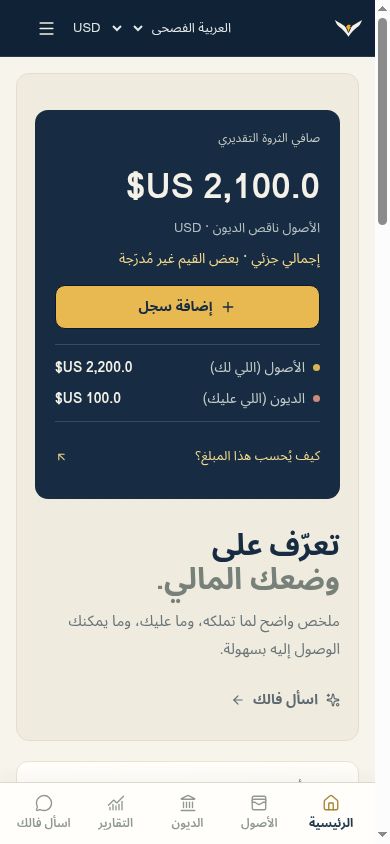 العربية الفصحى USD
صافي الثروة التقديري
$US 2,100.0
الأصول ناقص الديون · USD
إجمالي جزئي · بعض القيم غير مُدرَجة
+ إضافة سجل
الأصول (اللي لك) $US 2,200.0
الديون (اللي عليك) $US 100.0
كيف يُحسب هذا المبلغ؟
تعرّف على
وضعك المالي.
ملخص واضح لما تملكه، وما عليك، وما يمكنك
الوصول إليه بسهولة.
اسأل فالك
الرئيسية الأصول الديون التقارير اسأل فالك